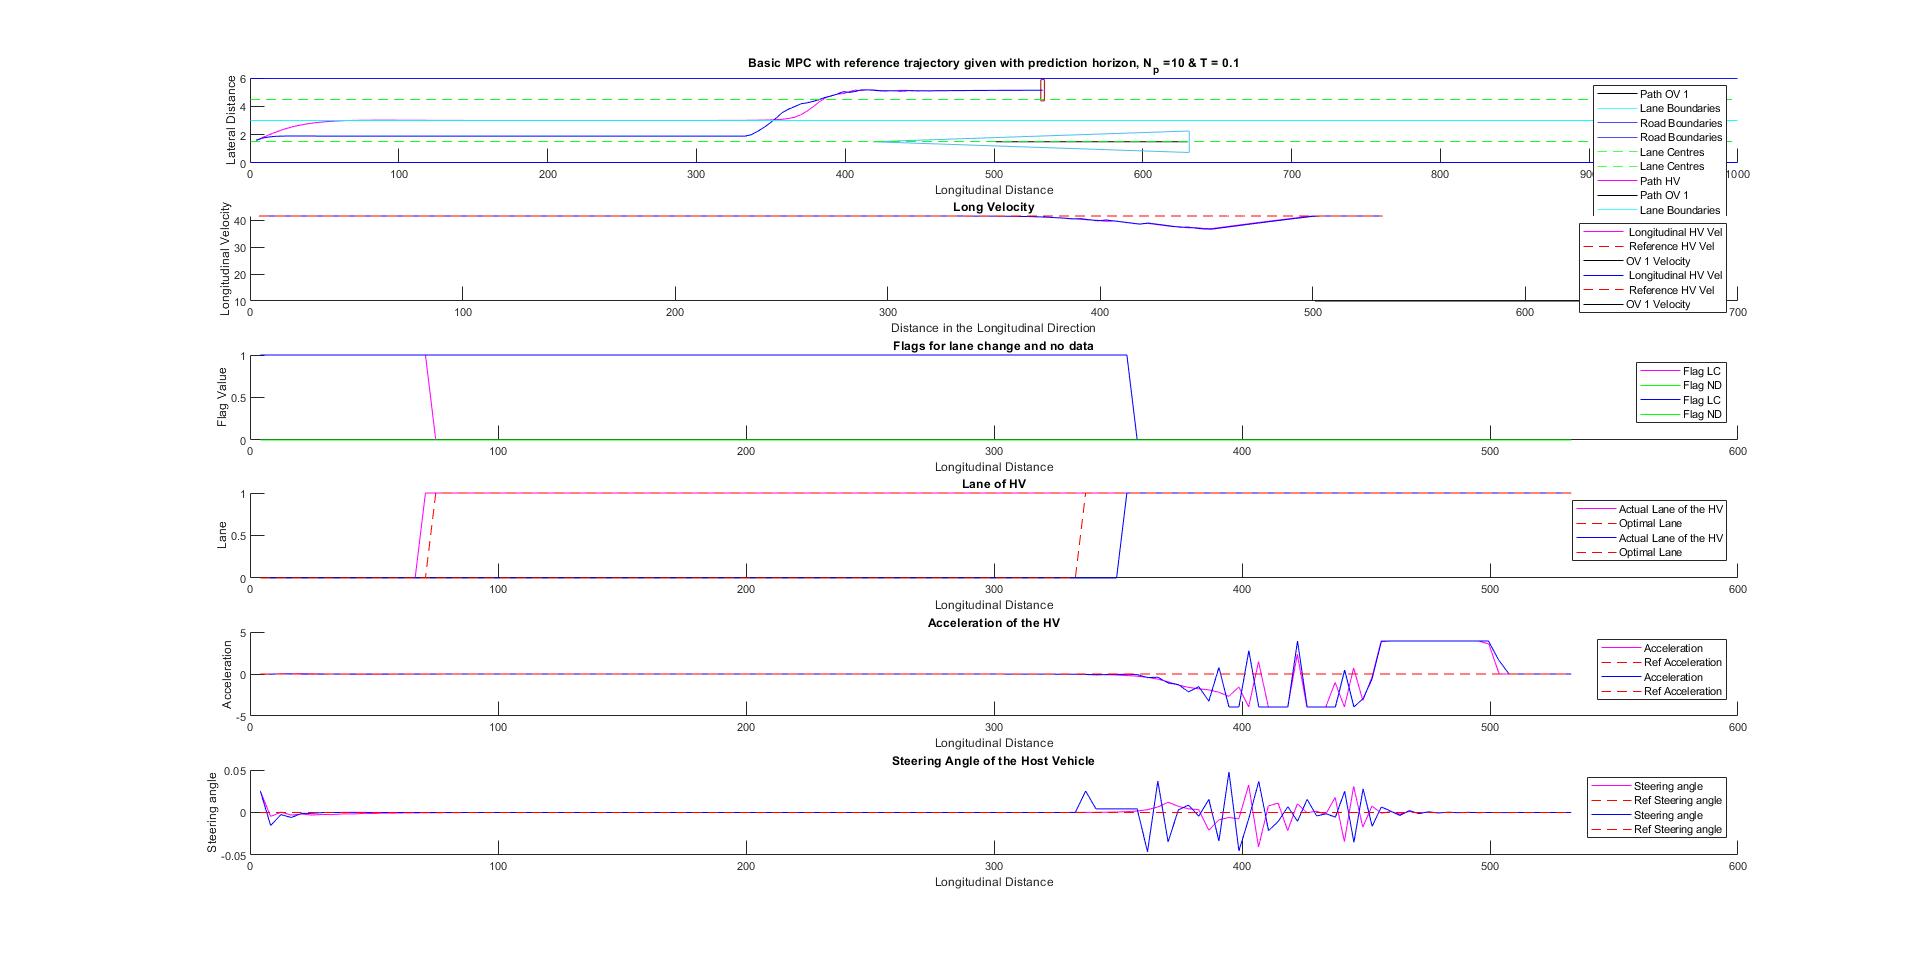 Basic MPC with reference trajectory given with prediction horizon, Np =10 & T = 0.1
Lateral Distance
6
4
2
0
0 100 200 300 400 500 600 700 800 90 1000
Longitudinal Distance
Path OV 1
Lane Boundaries
Road Boundaries
Road Boundaries
Lane Centres
Lane Centres
Path HV
Path OV 1
Lane Boundaries
Long Velocity
Longitudinal Velocity
40
30
20
10
0 100 200 300 400 500 600 700
Distance in the Longitudinal Direction
Longitudinal HV Vel
Reference HV Vel
OV 1 Velocity
Longitudinal HV Vel
Reference HV Vel
OV 1 Velocity
Flags for lane change and no data
Flag Value
1
0.5
0
0 100 200 300 400 500 600
Longitudinal Distance
Flag LC
Flag ND
Flag LC
Flag ND
Lane of HV
Lane
1
0.5
0
0 100 200 300 400 500 600
Longitudinal Distance
Actual Lane of the HV
Optimal Lane
Actual Lane of the HV
Optimal Lane
Acceleration of the HV
Acceleration
5
0
-5
0 100 200 300 400 500 600
Longitudinal Distance
Acceleration
Ref Acceleration
Acceleration
Ref Acceleration
Steering Angle of the Host Vehicle
Steering angle
0.05
0
-0.05
0 100 200 300 400 500 600
Longitudinal Distance
Steering angle
Ref Steering angle
Steering angle
Ref Steering angle